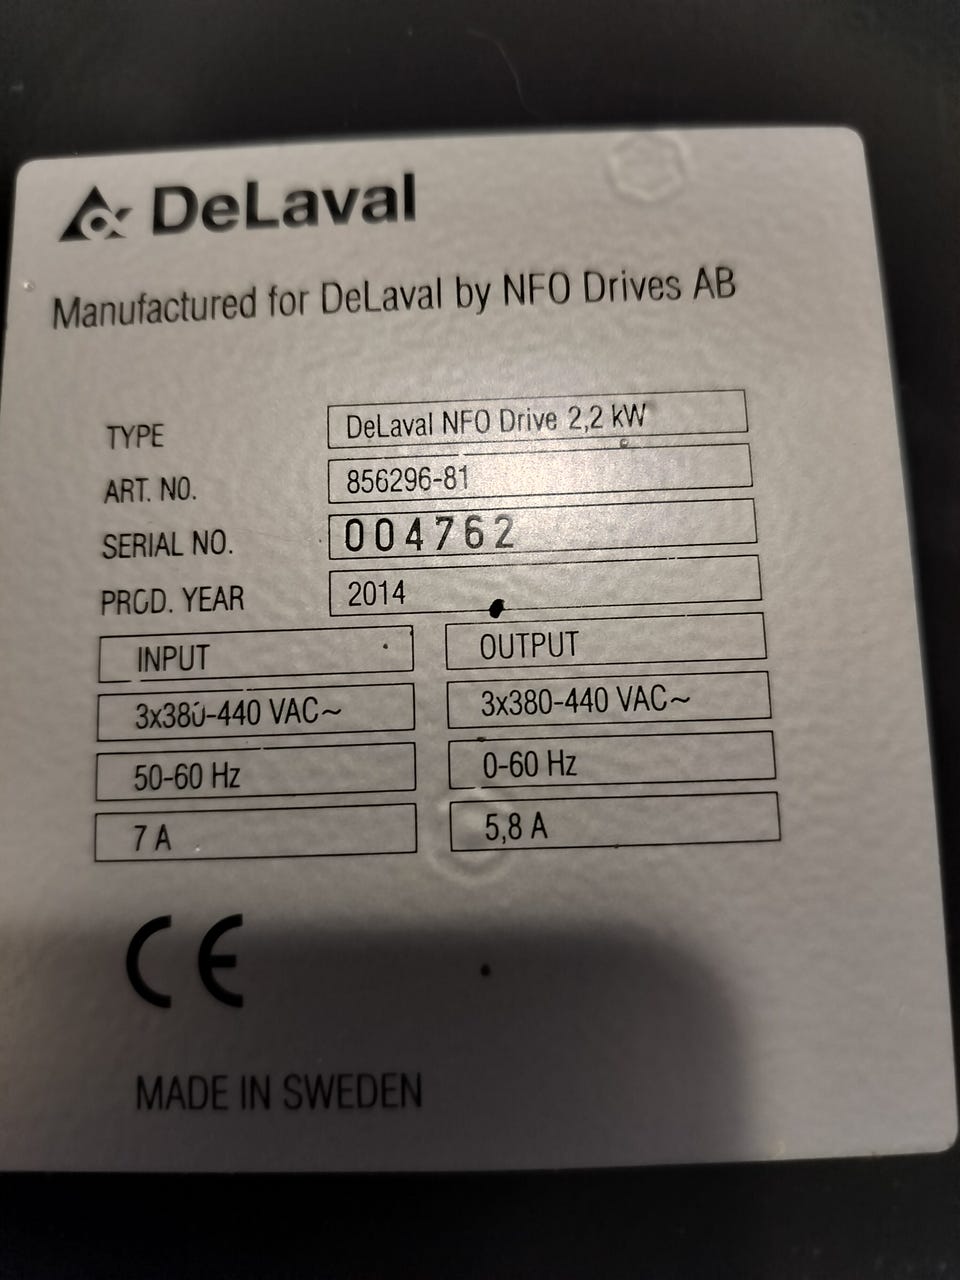 DeLaval
Manufactured for DeLaval by NFO Drives AB
TYPE DeLaval NFO Drive 2,2 kW
ART. NO. 856296-81
SERIAL NO. 004762
PROD. YEAR 2014
INPUT OUTPUT
3x380-440 VAC~ 3x380-440 VAC~
50-60 Hz 0-60 Hz
7 A 5,8 A
CE
MADE IN SWEDEN